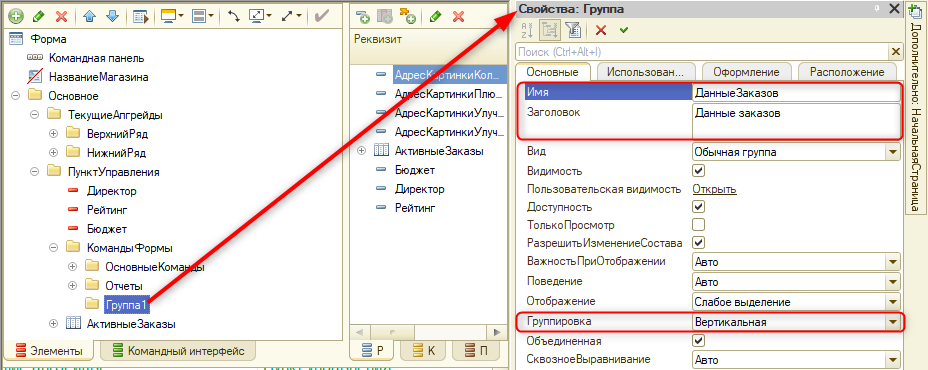 Форма
Командная панель
НазваниеМагазина
Основное
ТекущиеАпгрейды
ВерхнийРяд
НижнийРяд
ПунктУправления
Директор
Рейтинг
Бюджет
КомандыФормы
ОсновныеКоманды
Отчеты
Группа1
АктивныеЗаказы
Элементы
Командный интерфейс
Реквизит
АдресКартинкиКол...
АдресКартинкиПлю...
АдресКартинкиУлуч...
АдресКартинкиУлуч...
АктивныеЗаказы
Бюджет
Директор
Рейтинг
Р
К
П
Свойства: Группа
Поиск (Ctrl+Alt+I)
Основные Использован... Оформление Расположение
Имя ДанныеЗаказов
Заголовок Данные заказов
Вид Обычная группа
Видимость
Пользовательская видимость Открыть
Доступность
ТолькоПросмотр
РазрешитьИзменениеСостава
ВажностьПриОтображении Авто
Поведение Авто
Отображение Слабое выделение
Группировка Вертикальная
Объединенная
СквозноеВыравнивание Авто
Дополнительно: НачальнаяСтраница